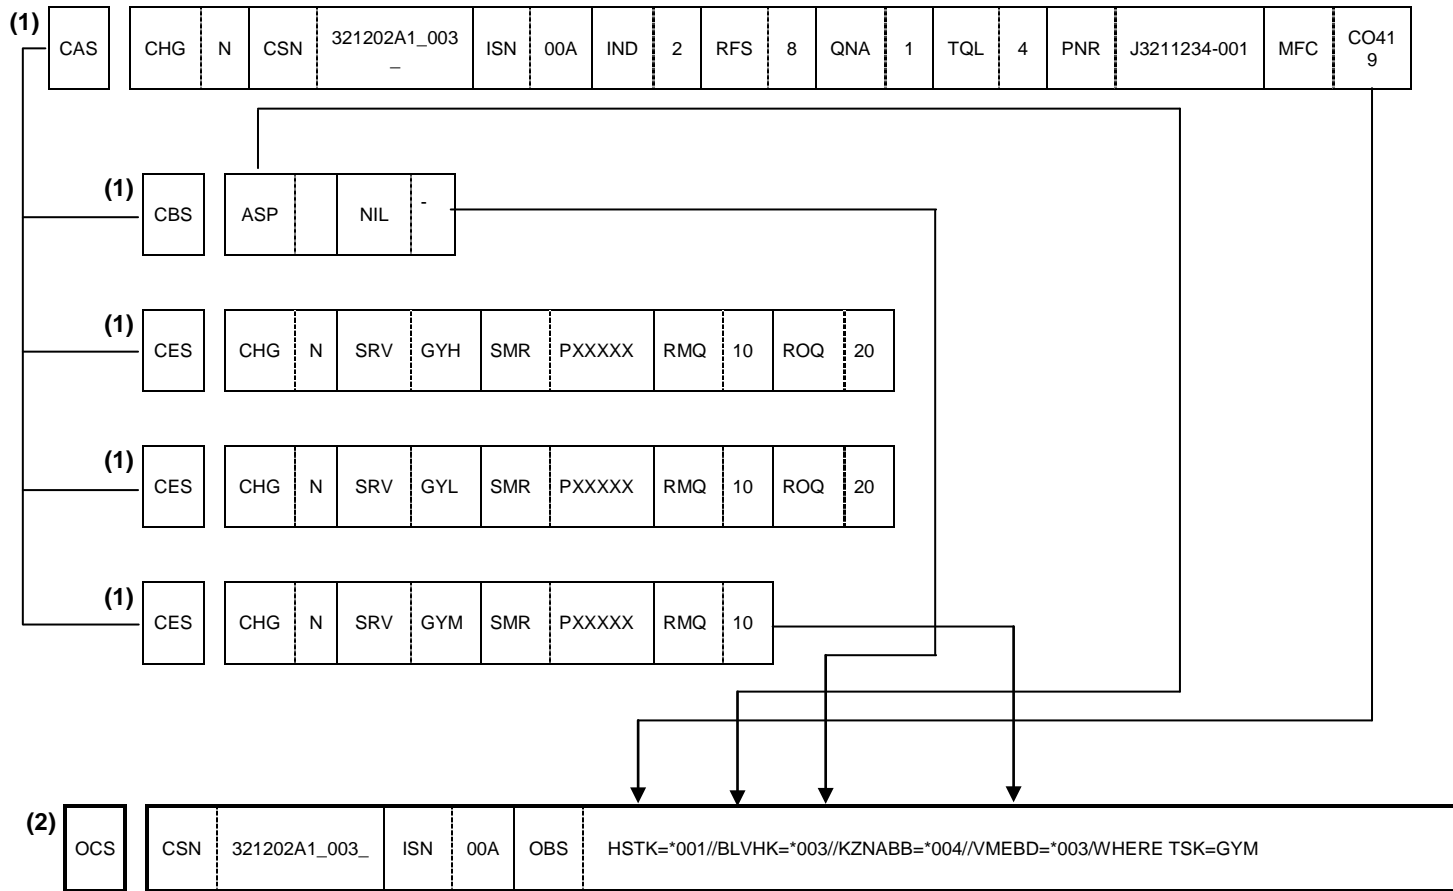 (1)
CAS CHG N CSN 321202A1_003 _ ISN 00A IND 2 RFS 8 QNA 1 TQL 4 PNR J3211234-001 MFC CO41 9
(1)
CBS ASP NIL -
(1)
CES CHG N SRV GYH SMR PXXXXX RMQ 10 ROQ 20
(1)
CES CHG N SRV GYL SMR PXXXXX RMQ 10 ROQ 20
(1)
CES CHG N SRV GYM SMR PXXXXX RMQ 10
(2)
OCS CSN 321202A1_003_ ISN 00A OBS HSTK=*001//BLVHK=*003//KZNABB=*004//VMEBD=*003/WHERE TSK=GYM